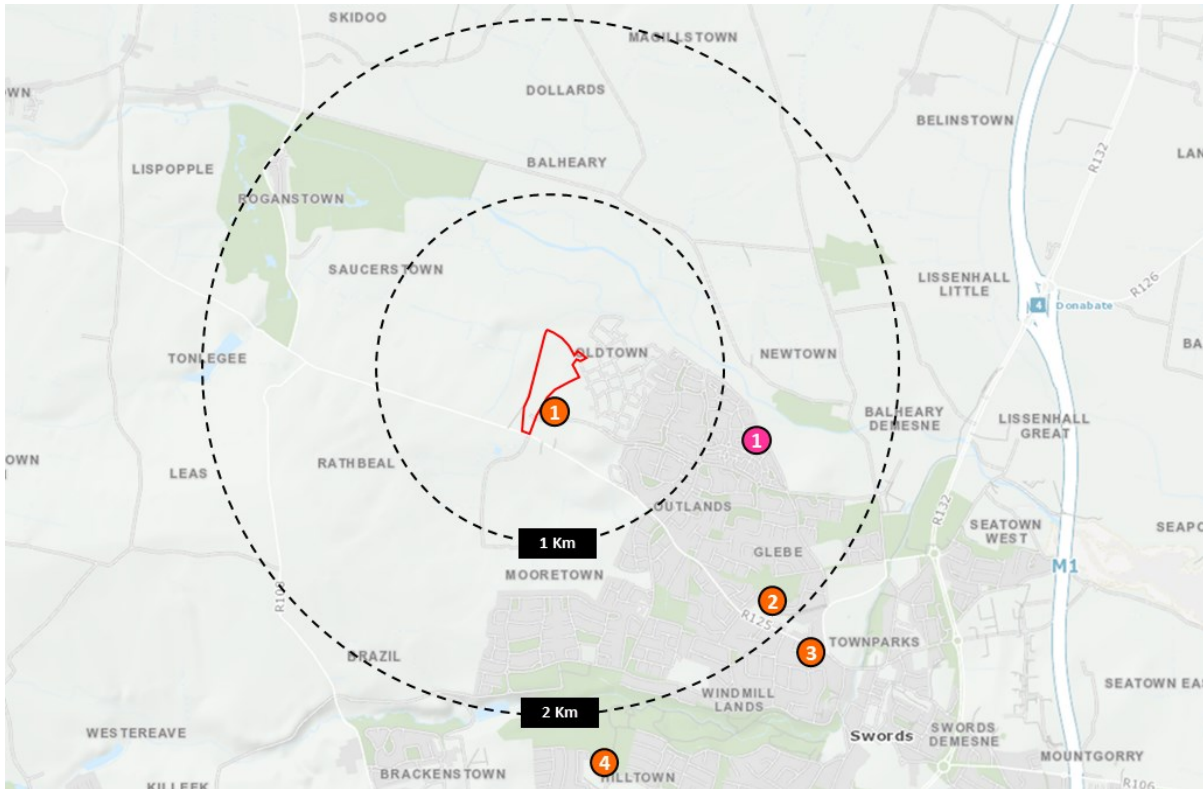 SKIDOO
MAGILLSTOWN
OWN
DOLLARDS
BELINSTOWN
R132
LAN
BALHEARY
LISPOPPLE
ROGANSTOWN
SAUCERSTOWN
LISSENHALL
LITTLE
R126
4
Donabate
TONLEGEE
OLDTOWN
NEWTOWN
BA
1
BALHEARY
DEMESNE
LISSENHALL
GREAT
1
OWN
LEAS
RATHBEAL
OUTLANDS
R132
SEATOWN
WEST
SEAPO
1 Km
GLEBE
M1
MOORETOWN
R108
2
R125
TOWNPARKS
3
DRAZIL
SEATOWN EA
WINDMILL
LANDS
2 Km
WESTEREAVE
Swords
SWORDS
DEMESNE
MOUNTGORRY
4
BRACKENSTOWN
HILLTOWN
R106
KILLEEK